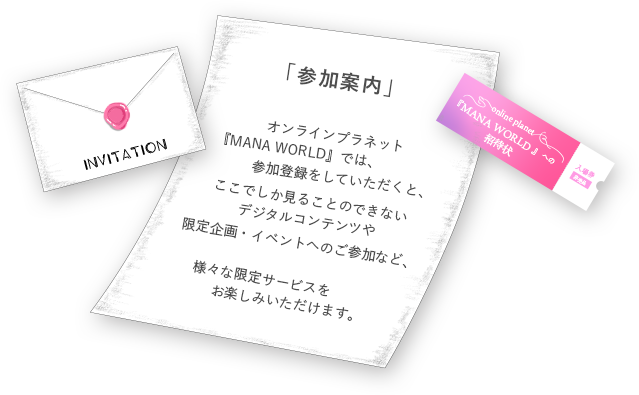 「参加案内」
オンラインプラネット
『MANA WORLD』では、
参加登録をしていただくと、
ここでしか見ることのできない
デジタルコンテンツや
限定企画・イベントへのご参加など、
様々な限定サービスを
お楽しみいただけます。
INVITATION
online planet
『MANA WORLD』への
招待状
入場券